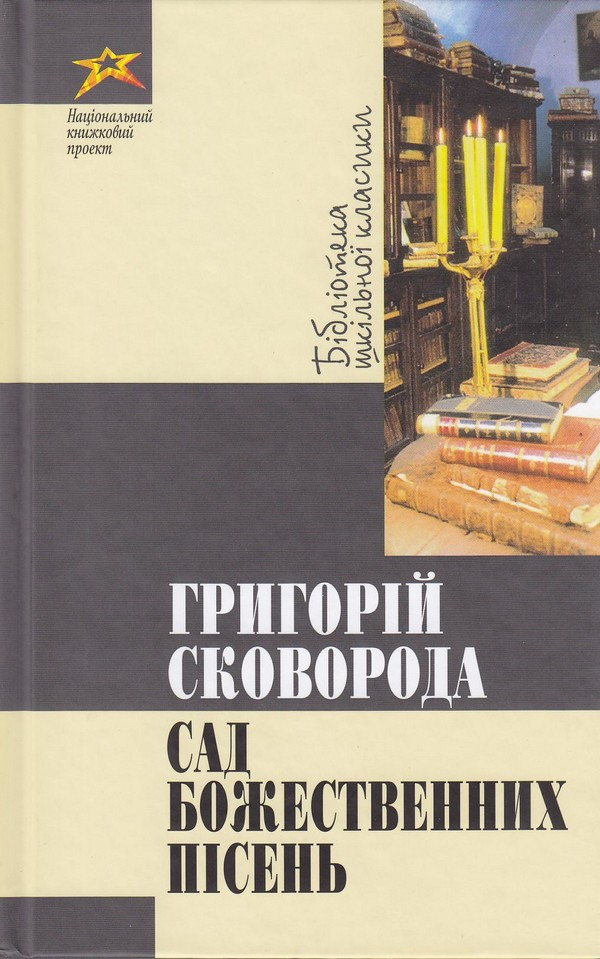 Національний
книжковий
проект
Бібліотека
шкільної класики
ГРИГОРІЙ
СКОВОРОДА
САД
БОЖЕСТВЕННИХ
ПІСЕНЬ